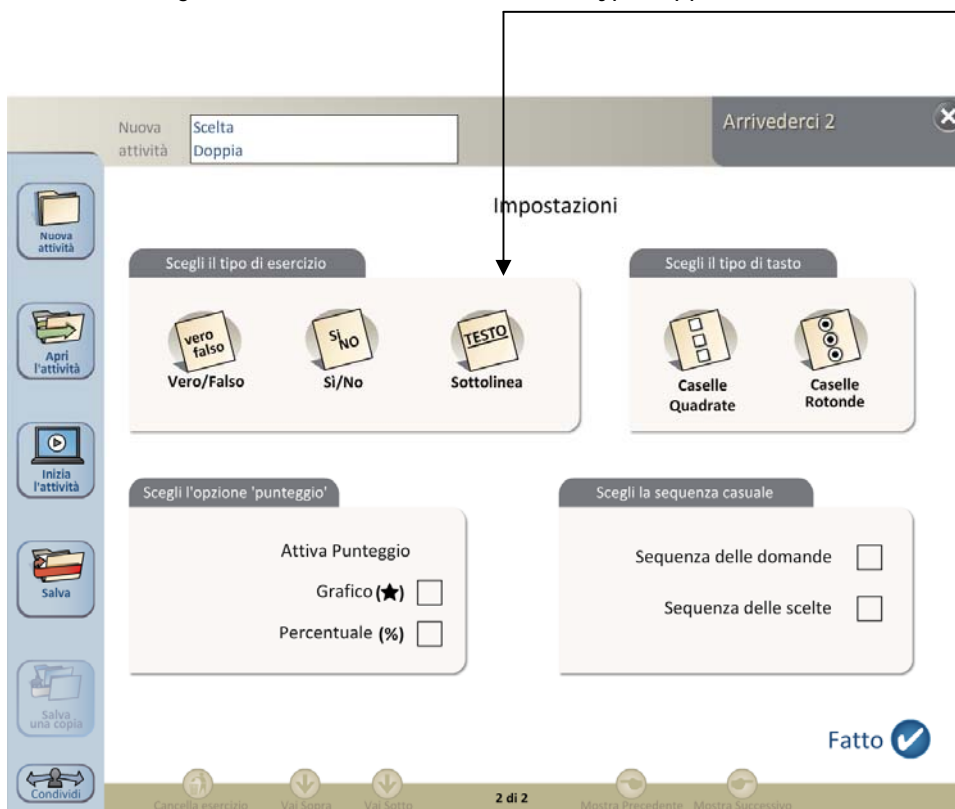 Nuova
attività
Scelta
Doppia
Arrivederci 2
Impostazioni
Nuova
attività
Apri
l'attività
Inizia
l'attività
Salva
Salva
una copia
Condividi
Scegli il tipo di esercizio
vero
falso
Vero/Falso
Sì
NO
Sì/No
TESTO
Sottolinea
Scegli il tipo di tasto
Caselle
Quadrate
Caselle
Rotonde
Scegli l'opzione 'punteggio'
Attiva Punteggio
Grafico (★)
Percentuale (%)
Scegli la sequenza casuale
Sequenza delle domande
Sequenza delle scelte
Fatto
Cancella esercizio
Vai Sopra
Vai Sotto
2 di 2
Mostra Precedente
Mostra Successivo